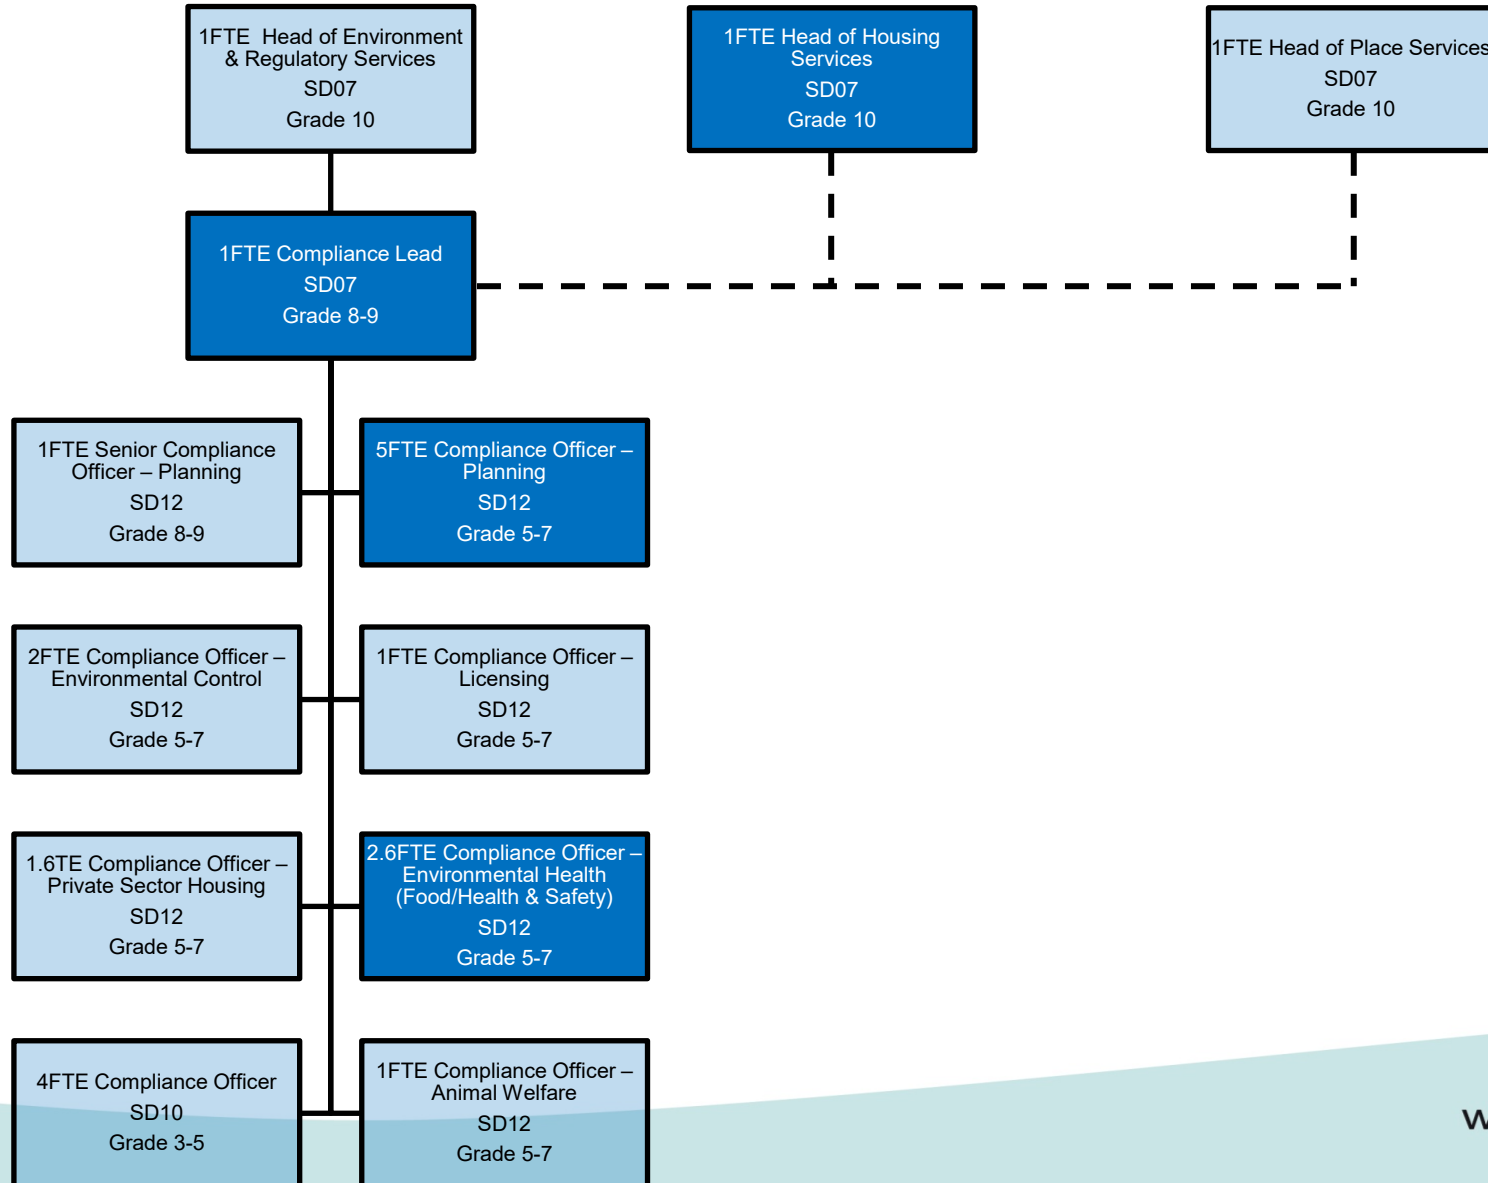 1FTE Head of Environment
& Regulatory Services
SD07
Grade 10
1FTE Head of Housing
Services
SD07
Grade 10
1FTE Head of Place Services
SD07
Grade 10
1FTE Compliance Lead
SD07
Grade 8-9
1FTE Senior Compliance
Officer – Planning
SD12
Grade 8-9
5FTE Compliance Officer –
Planning
SD12
Grade 5-7
2FTE Compliance Officer –
Environmental Control
SD12
Grade 5-7
1FTE Compliance Officer –
Licensing
SD12
Grade 5-7
1.6TE Compliance Officer –
Private Sector Housing
SD12
Grade 5-7
2.6FTE Compliance Officer –
Environmental Health
(Food/Health & Safety)
SD12
Grade 5-7
4FTE Compliance Officer
SD10
Grade 3-5
1FTE Compliance Officer –
Animal Welfare
SD12
Grade 5-7